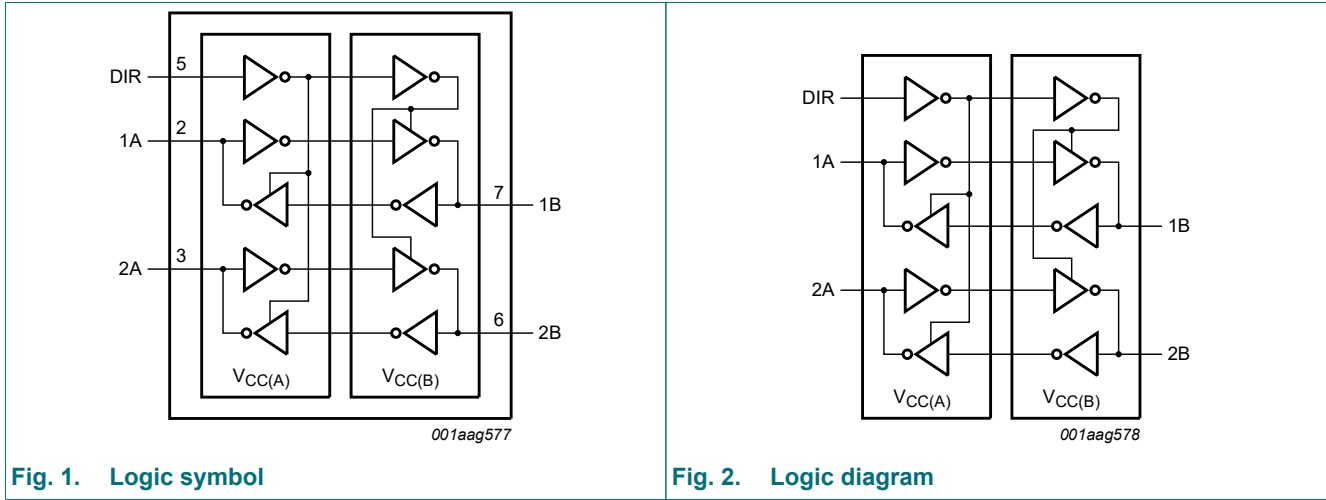 DIR
5
1A
2
7
1B
2A
3
6
2B
VCC(A)
VCC(B)
001aag577
Fig. 1. Logic symbol
DIR
1A
1B
2A
2B
VCC(A)
VCC(B)
001aag578
Fig. 2. Logic diagram